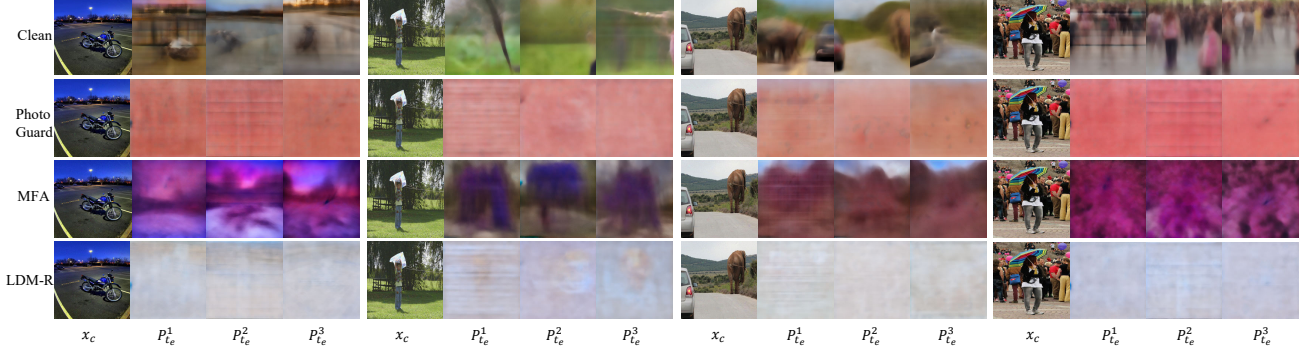 Clean
Photo
Guard
MFA
LDM-R
x_c P^1_{t_e} P^2_{t_e} P^3_{t_e} x_c P^1_{t_e} P^2_{t_e} P^3_{t_e} x_c P^1_{t_e} P^2_{t_e} P^3_{t_e} x_c P^1_{t_e} P^2_{t_e} P^3_{t_e}